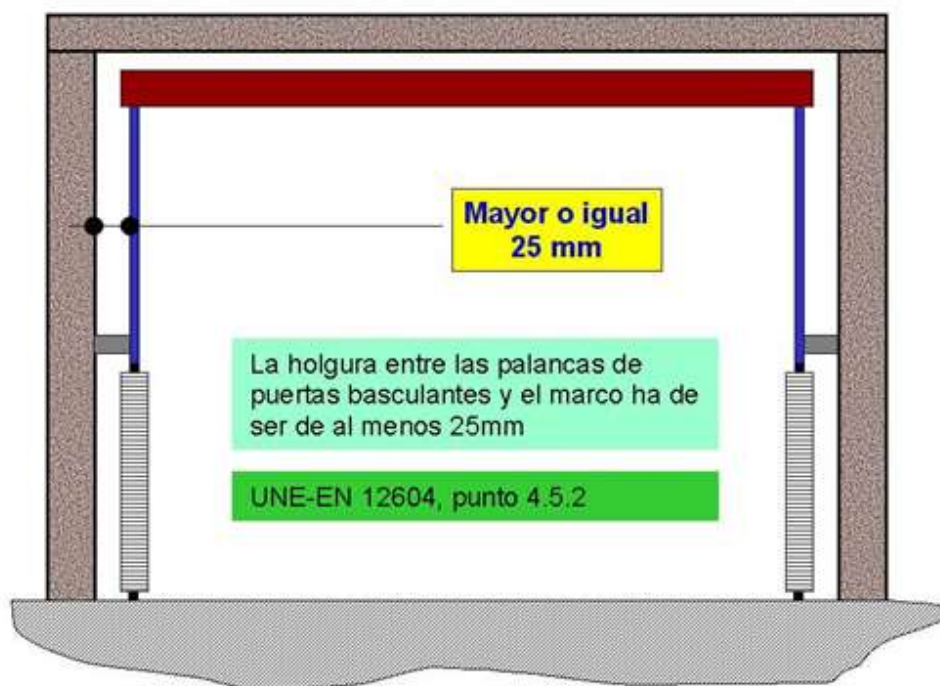 Mayor o igual
25 mm
La holgura entre las palancas de
puertas basculantes y el marco ha de
ser de al menos 25mm
UNE-EN 12604, punto 4.5.2